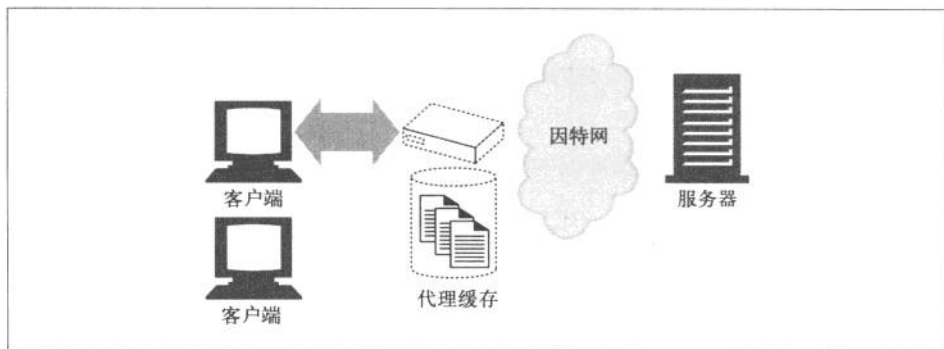 因特网
客户端
服务器
代理缓存
客户端